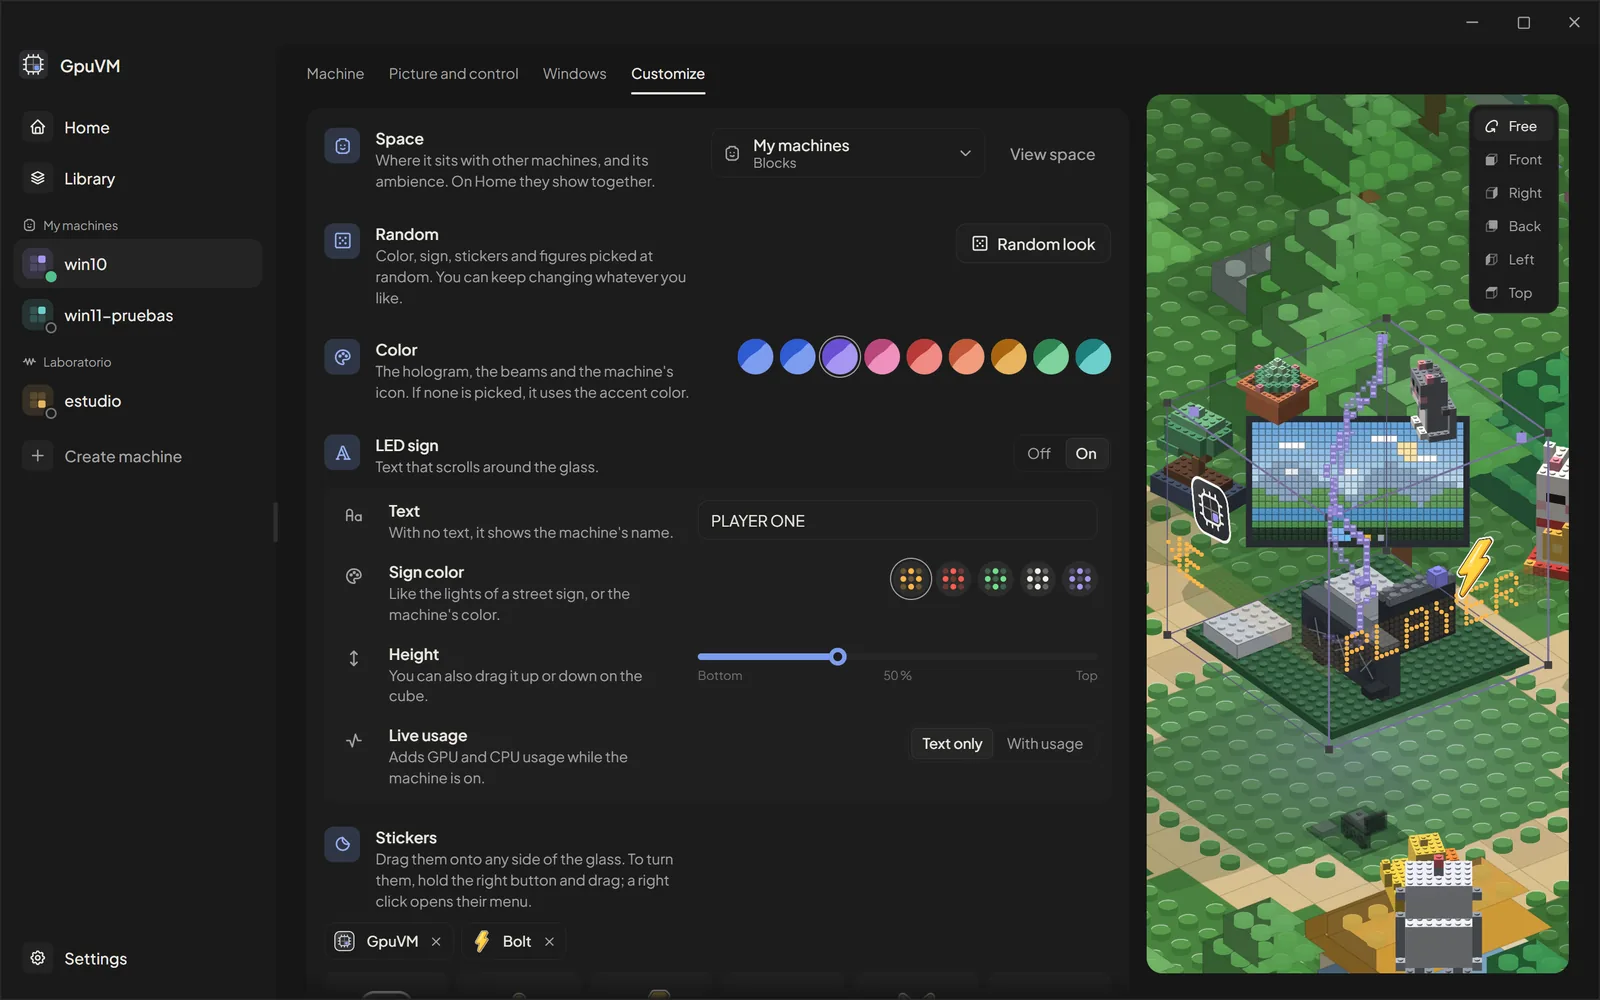 GpuVM
Home
Library
My machines
win10
win11-pruebas
Laboratorio
estudio
Create machine
Settings
Machine
Picture and control
Windows
Customize
Space
Where it sits with other machines, and its
ambience. On Home they show together.
My machines
Blocks
View space
Random
Color, sign, stickers and figures picked at
random. You can keep changing whatever you
like.
Random look
Color
The hologram, the beams and the machine's
icon. If none is picked, it uses the accent color.
LED sign
Text that scrolls around the glass.
Off
On
Aa
Text
With no text, it shows the machine's name.
PLAYER ONE
Sign color
Like the lights of a street sign, or the
machine's color.
Height
You can also drag it up or down on the
cube.
Bottom
50 %
Top
Live usage
Adds GPU and CPU usage while the
machine is on.
Text only
With usage
Stickers
Drag them onto any side of the glass. To turn
them, hold the right button and drag; a right
click opens their menu.
GpuVM
Bolt
Free
Front
Right
Back
Left
Top
PLAYER